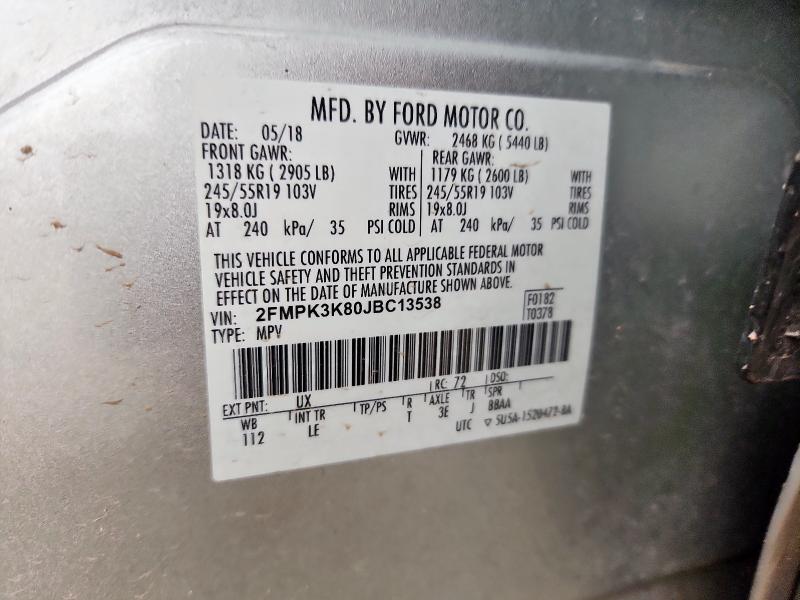 MFD. BY FORD MOTOR CO.
DATE: 05/18 GVWR: 2468 KG ( 5440 LB)
FRONT GAWR: REAR GAWR:
1318 KG ( 2905 LB) WITH 1179 KG ( 2600 LB) WITH
245/55R19 103V TIRES 245/55R19 103V TIRES
19x8.0J RIMS 19x8.0J RIMS
AT 240 kPa/ 35 PSI COLD AT 240 kPa/ 35 PSI COLD
THIS VEHICLE CONFORMS TO ALL APPLICABLE FEDERAL MOTOR
VEHICLE SAFETY AND THEFT PREVENTION STANDARDS IN
EFFECT ON THE DATE OF MANUFACTURE SHOWN ABOVE.
VIN: 2FMPK3K80JBC13538 F0182
TYPE: MPV T0378
EXT PNT: UX RC: 72 DSO:
WB INT TR TP/PS R AXLE TR SPR
112 LE T 3E J BBAA
UTC ▽ 5U5A-1520472-BA